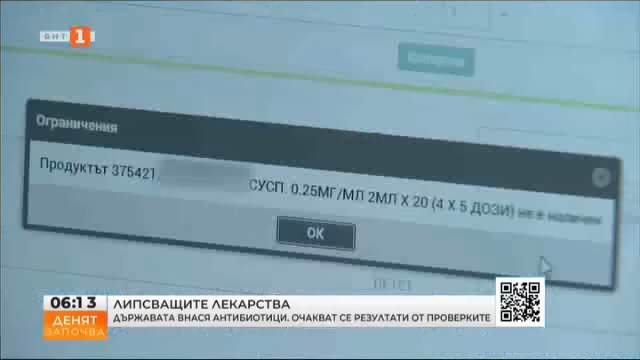 БНТ 1
Ограничения
Продуктът 375421. СУСП. 0.25МГ/МЛ 2МЛ X 20 (4 X 5 ДОЗИ) не е наличен
OK
06:13 ЛИПСВАЩИТЕ ЛЕКАРСТВА
ДЕНЯТ ЗАПОЧВА
ДЪРЖАВАТА ВНАСЯ АНТИБИОТИЦИ. ОЧАКВАТ СЕ РЕЗУЛТАТИ ОТ ПРОВЕРКИТЕ